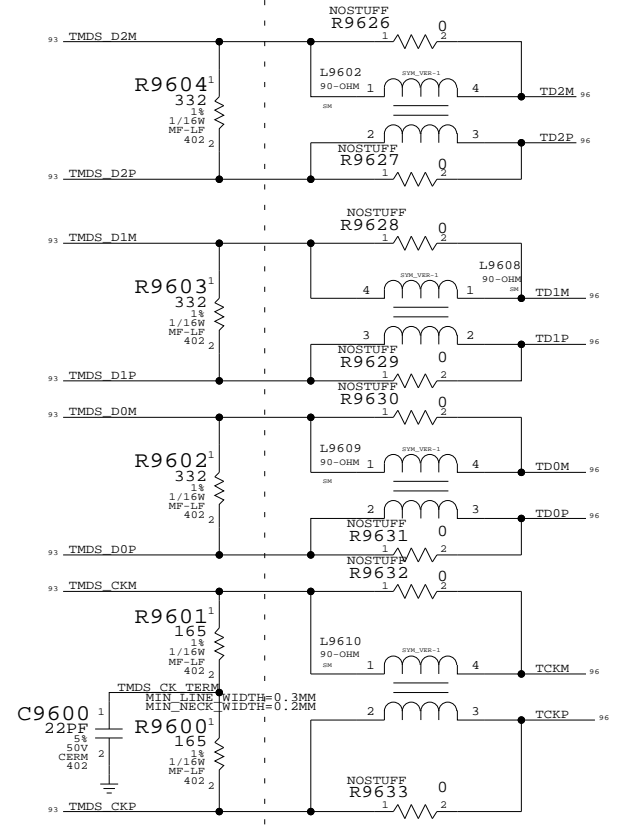 NOSTUFF
R9626
0
93 TMDS_D2M 1 2
L9602 SYM_VER-1
90-OHM 1 4
SM
TD2M 96
R9604 1
332
1%
1/16W
MF-LF
402 2
2 3
TD2P 96
NOSTUFF
R9627 0
1 2
93 TMDS_D2P
NOSTUFF
R9628 0
93 TMDS_D1M 1 2
L9608
SYM_VER-1 90-OHM
4 1 SM
TD1M 96
R9603 1
332
1%
1/16W
MF-LF
402 2
3 2
TD1P 96
NOSTUFF
R9629 0
1 2
93 TMDS_D1P
NOSTUFF
R9630 0
93 TMDS_D0M 1 2
L9609 SYM_VER-1
90-OHM 1 4
SM
TD0M 96
R9602 1
332
1%
1/16W
MF-LF
402 2
2 3
TD0P 96
NOSTUFF
R9631 0
1 2
93 TMDS_D0P
NOSTUFF
R9632 0
93 TMDS_CKM 1 2
R9601 1
165
1%
1/16W
MF-LF
402 2
L9610 SYM_VER-1
90-OHM 1 4
SM
TCKM 96
TMDS_CK_TERM
MIN_LINE_WIDTH=0.3MM
MIN_NECK_WIDTH=0.2MM
2 3
TCKP 96
C9600 1
22PF
5%
50V
CERM
402
2
R9600 1
165
1%
1/16W
MF-LF
402 2
NOSTUFF
R9633 0
93 TMDS_CKP 1 2